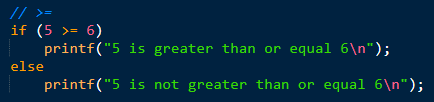 // >=
if (5 >= 6)
    printf("5 is greater than or equal 6\n");
else
    printf("5 is not greater than or equal 6\n");